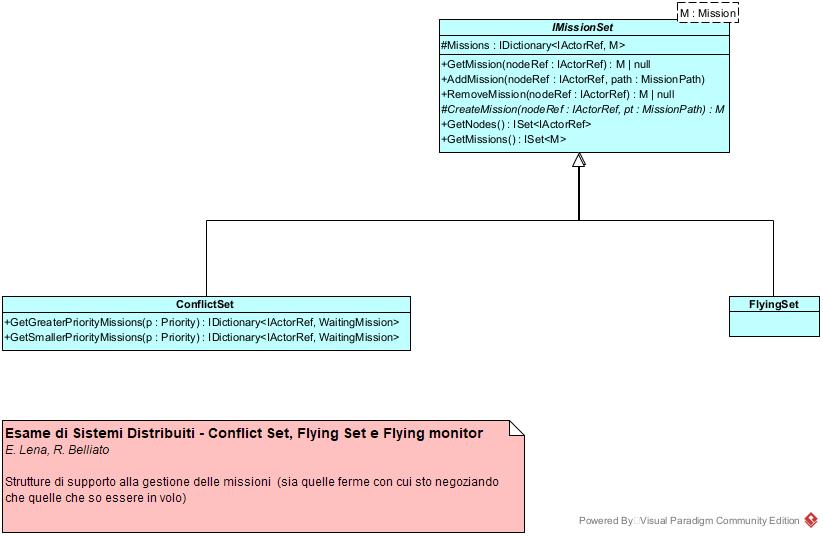 M : Mission
IMissionSet
#Missions : IDictionary<IActorRef, M>
+GetMission(nodeRef : IActorRef) : M | null
+AddMission(nodeRef : IActorRef, path : MissionPath)
+RemoveMission(nodeRef : IActorRef) : M | null
#CreateMission(nodeRef : IActorRef, pt : MissionPath) : M
+GetNodes() : ISet<IActorRef>
+GetMissions() : ISet<M>
ConflictSet
+GetGreaterPriorityMissions(p : Priority) : IDictionary<IActorRef, WaitingMission>
+GetSmallerPriorityMissions(p : Priority) : IDictionary<IActorRef, WaitingMission>
FlyingSet
Esame di Sistemi Distribuiti - Conflict Set, Flying Set e Flying monitor
E. Lena, R. Belliato
Strutture di supporto alla gestione delle missioni (sia quelle ferme con cui sto negoziando
che quelle che so essere in volo)
Powered By Visual Paradigm Community Edition